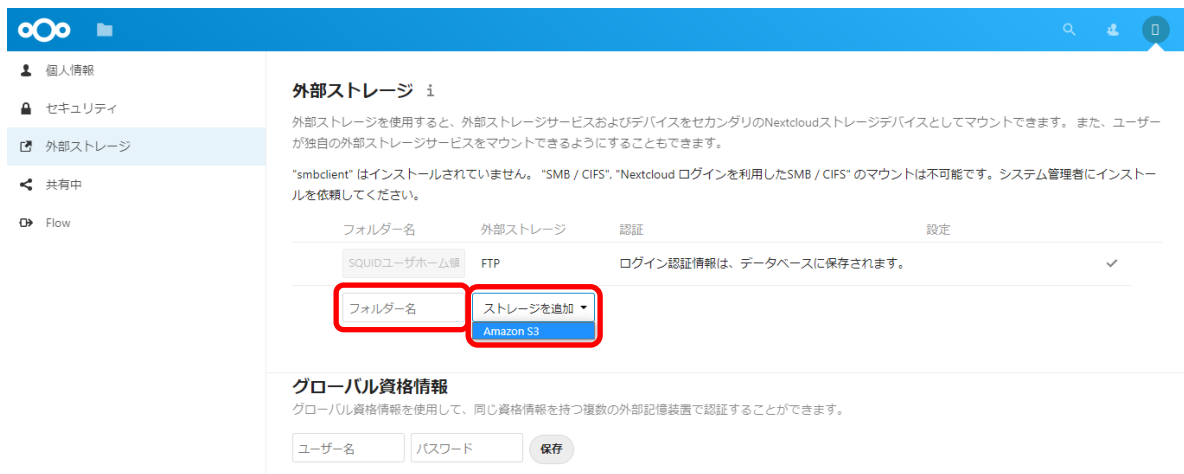 個人情報
セキュリティ
外部ストレージ
共有中
Flow
外部ストレージ
外部ストレージを使用すると、外部ストレージサービスおよびデバイスをセカンダリのNextcloudストレージデバイスとしてマウントできます。 また、ユーザー
が独自の外部ストレージサービスをマウントできるようにすることもできます。
"smbclient" はインストールされていません。 "SMB / CIFS", "Nextcloud ログインを利用したSMB / CIFS" のマウントは不可能です。システム管理者にインストー
ルを依頼してください。
フォルダー名 外部ストレージ 認証 設定
SQUIDユーザホーム領 FTP ログイン認証情報は、データベースに保存されます。
フォルダー名 ストレージを追加
Amazon S3
グローバル資格情報
グローバル資格情報を使用して、同じ資格情報を持つ複数の外部記憶装置で認証することができます。
ユーザー名 パスワード 保存